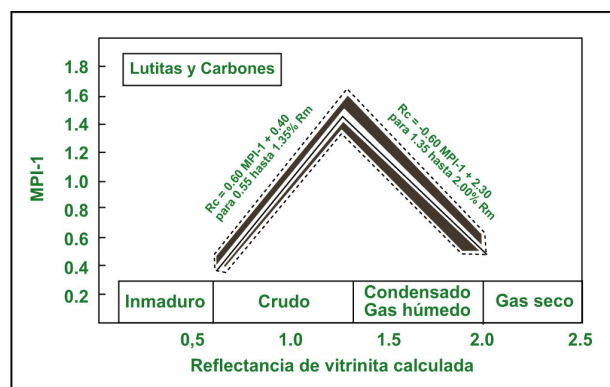 Lutitas y Carbones
MPI-1
1.8
1.6
1.4
1.2
1.0
0.8
0.6
0.4
0.2
Rc = 0.60 MPI-1 + 0.40
para 0.55 hasta 1.35% Rm
Rc = -0.60 MPI-1 + 2.30
para 1.35 hasta 2.00% Rm
Inmaduro
Crudo
Condensado
Gas húmedo
Gas seco
0,5 1.0 1.5 2.0 2.5
Reflectancia de vitrinita calculada